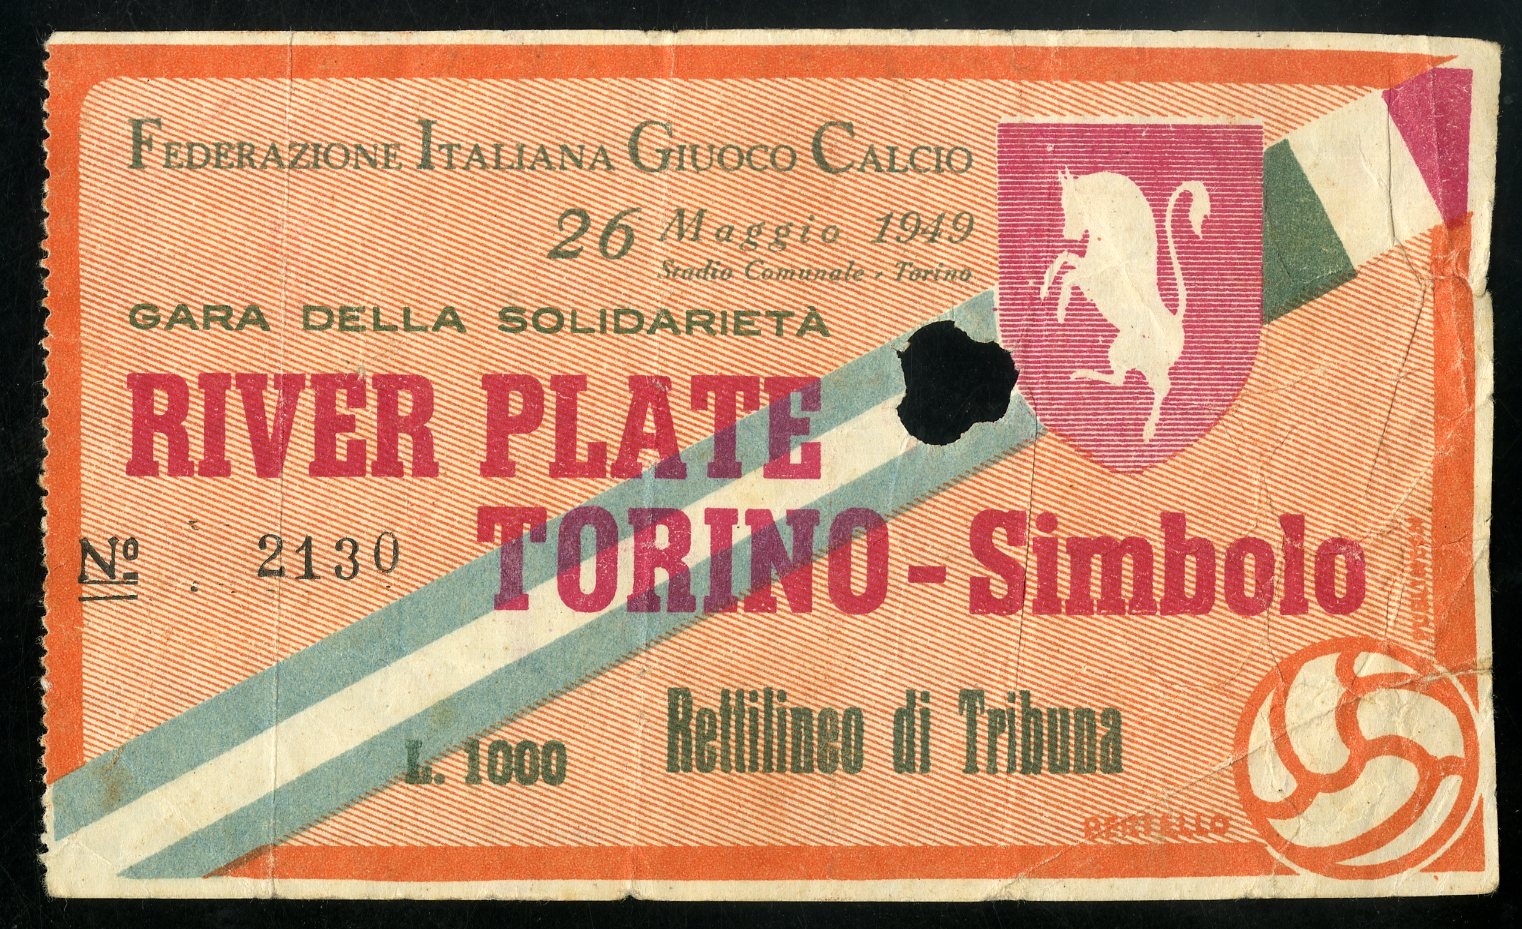 FEDERAZIONE ITALIANA GIUOCO CALCIO
26 Maggio 1949
Stadio Comunale - Torino
GARA DELLA SOLIDARIETÀ
RIVER PLATE
TORINO - Simbolo
Nº 2130
Rettilineo di Tribuna
L. 1000
BERTELLO